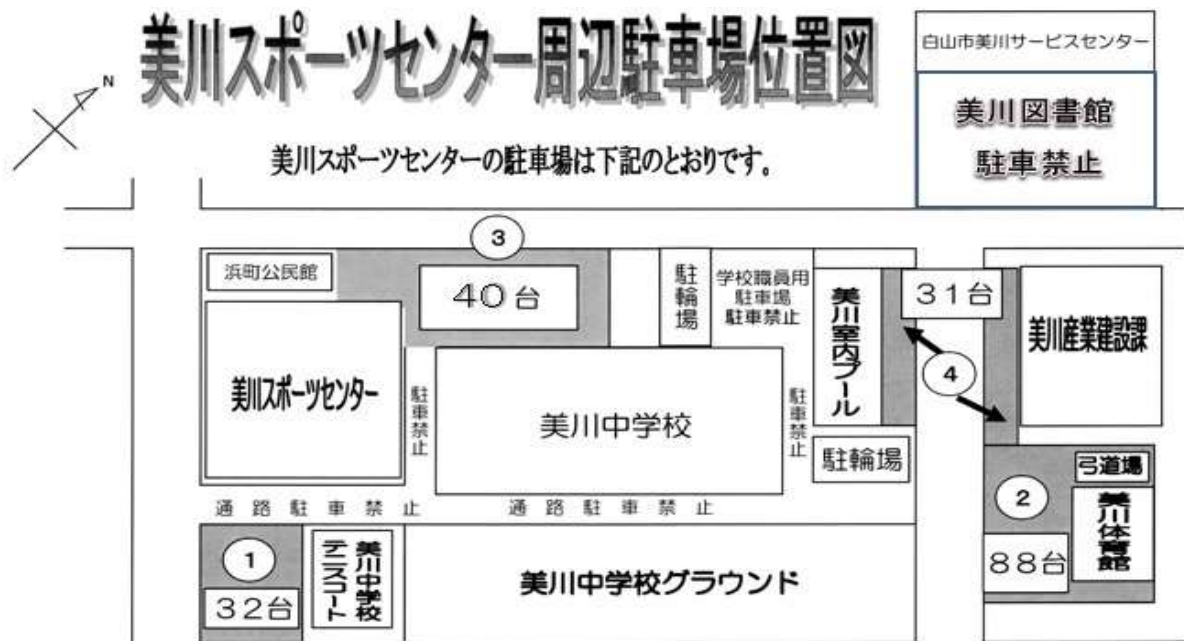 美川スポーツセンター周辺駐車場位置図
白山市美川サービスセンター
美川図書館
駐車禁止
N
美川スポーツセンターの駐車場は下記のとおりです。
③
浜町公民館
40台
駐輪場
学校職員用
駐車場
駐車禁止
美川室内プール
31台
美川産業建設課
④
美川スポーツセンター
駐車禁止
美川中学校
駐車禁止
駐輪場
弓道場
②
美川体育館
88台
通路駐車禁止
通路駐車禁止
①
32台
美川中学校
テニスコート
美川中学校グラウンド